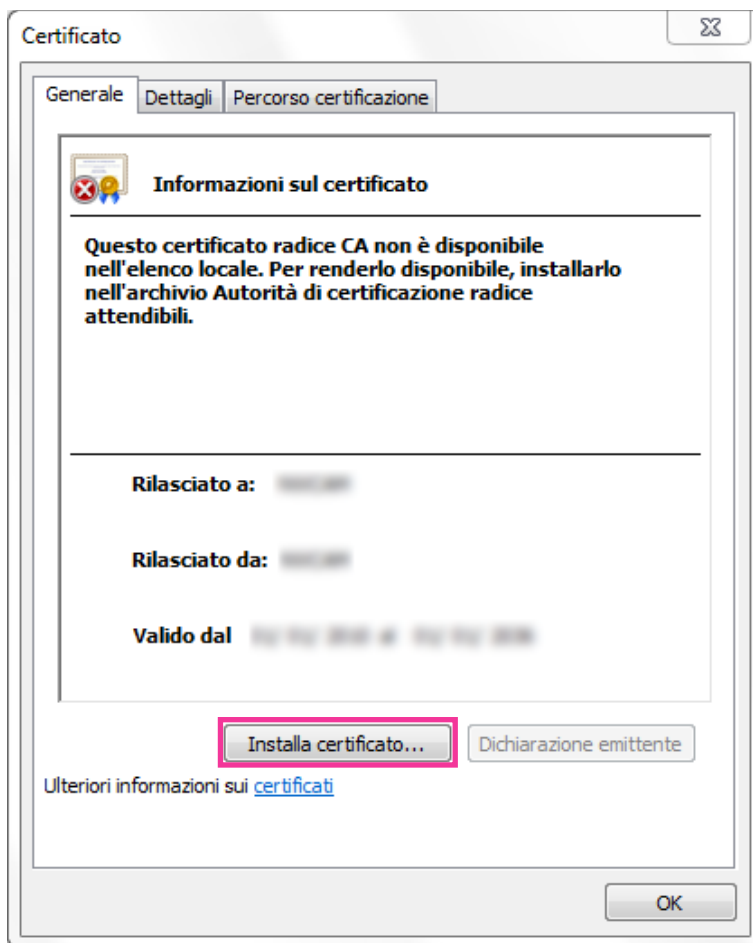 Certificato
Generale Dettagli Percorso certificazione
Informazioni sul certificato
Questo certificato radice CA non è disponibile
nell'elenco locale. Per renderlo disponibile, installarlo
nell'archivio Autorità di certificazione radice
attendibili.
Rilasciato a:
Rilasciato da:
Valido dal
Installa certificato... Dichiarazione emittente
Ulteriori informazioni sui certificati
OK